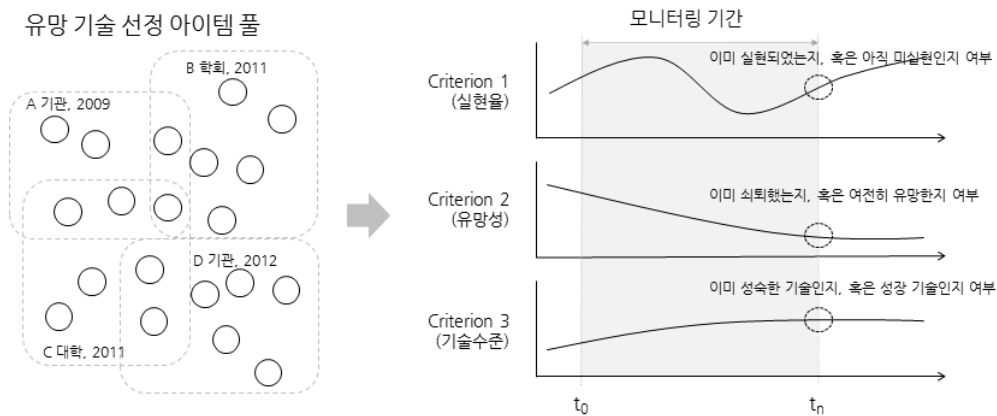 유망 기술 선정 아이템 풀
B 학회, 2011
A 기관, 2009
D 기관, 2012
C 대학, 2011
모니터링 기간
Criterion 1
(실현율)
이미 실현되었는지, 혹은 아직 미실현인지 여부
Criterion 2
(유망성)
이미 쇠퇴했는지, 혹은 여전히 유망한지 여부
Criterion 3
(기술수준)
이미 성숙한 기술인지, 혹은 성장 기술인지 여부
t0
tn